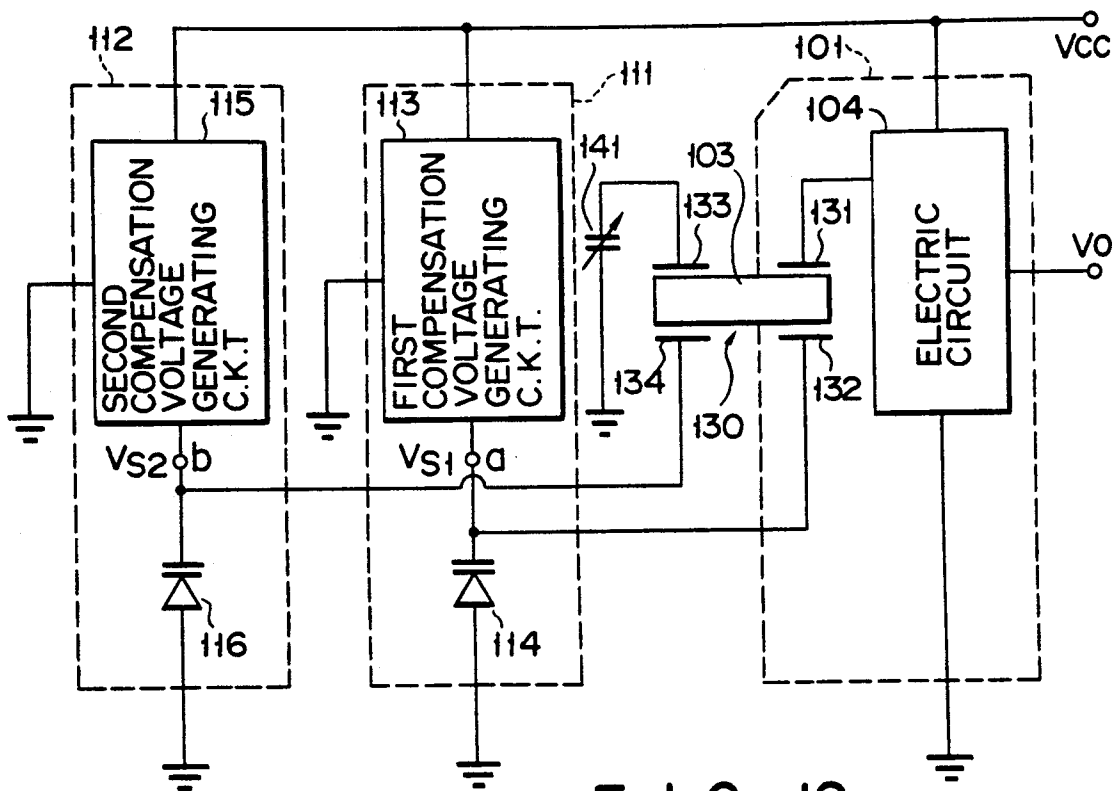 112
115
113
111
101
104
VCC
141
103
133
131
VO
SECOND
COMPENSATION
VOLTAGE
GENERATING
C.K.T
FIRST
COMPENSATION
VOLTAGE
GENERATING
C.K.T.
ELECTRIC
CIRCUIT
134
130
132
VS2 b
VS1 a
116
114